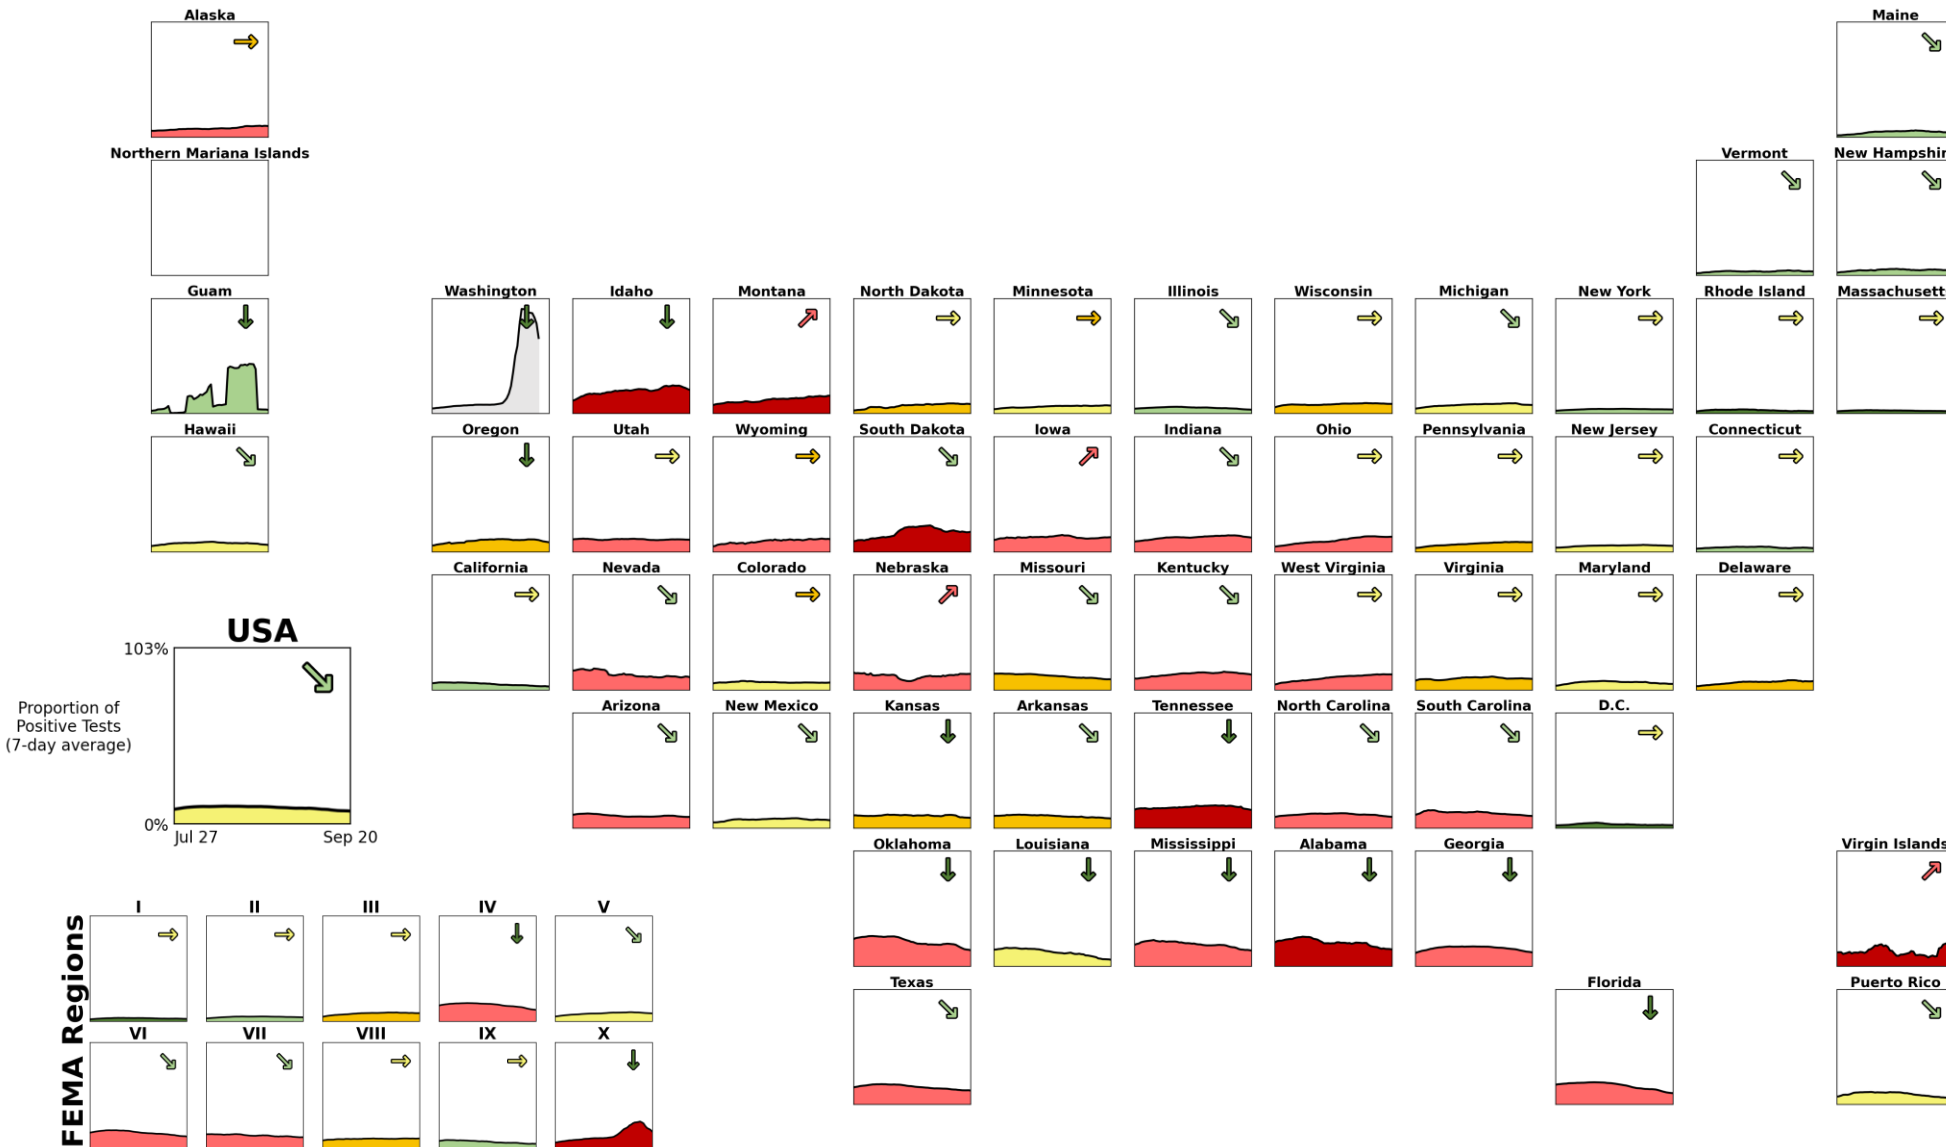 Alaska
Maine
Northern Mariana Islands
Vermont
New Hampshir
Guam
Washington
Idaho
Montana
North Dakota
Minnesota
Illinois
Wisconsin
Michigan
New York
Rhode Island
Massachusett
Hawaii
Oregon
Utah
Wyoming
South Dakota
Iowa
Indiana
Ohio
Pennsylvania
New Jersey
Connecticut
California
Nevada
Colorado
Nebraska
Missouri
Kentucky
West Virginia
Virginia
Maryland
Delaware
USA
103%
Proportion of
Positive Tests
(7-day average)
0%
Jul 27
Sep 20
Arizona
New Mexico
Kansas
Arkansas
Tennessee
North Carolina
South Carolina
D.C.
Oklahoma
Louisiana
Mississippi
Alabama
Georgia
Virgin Islands
Texas
Florida
Puerto Rico
FEMA Regions
I
II
III
IV
V
VI
VII
VIII
IX
X